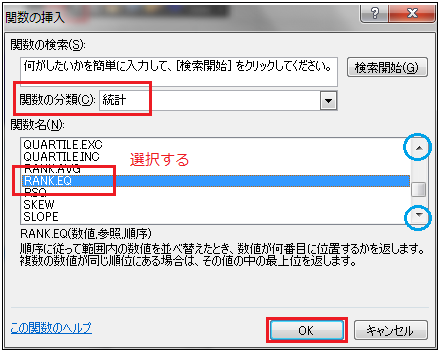 関数の挿入
関数の検索(S):
何がしたいかを簡単に入力して、[検索開始] をクリックしてください。
検索開始(G)
関数の分類(C): 統計
関数名(N):
QUARTILE.EXC
QUARTILE.INC
RANK.AVG
RANK.EQ
RSQ
SKEW
SLOPE
選択する
RANK.EQ(数値,参照,順序)
順序に従って範囲内の数値を並べ替えたとき、数値が何番目に位置するかを返します。
複数の数値が同じ順位にある場合は、その値の中の最上位を返します。
この関数のヘルプ
OK
キャンセル